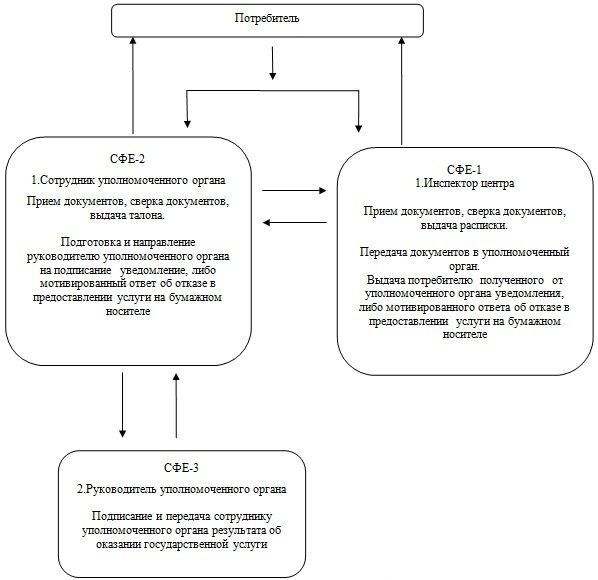 Потребитель
СФЕ-2
1.Сотрудник уполномоченного органа
Прием документов, сверка документов,
выдача талона.
Подготовка и направление
руководителю уполномоченного органа
на подписание уведомление, либо
мотивированный ответ об отказе в
предоставлении услуги на бумажном
носителе
СФЕ-1
1.Инспектор центра
Прием документов, сверка документов,
выдача расписки.
Передача документов в уполномоченный
орган.
Выдача потребителю полученного от
уполномоченного органа уведомления,
либо мотивированного ответа об отказе в
предоставлении услуги на бумажном
носителе
СФЕ-3
2.Руководитель уполномоченного органа
Подписание и передача сотруднику
уполномоченного органа результата об
оказании государственной услуги